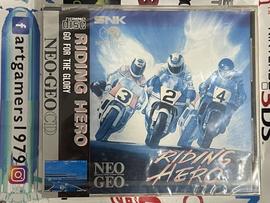 artgamers1979
NEO·GEO CD
COMPACT
disc
RIDING HERO
GO FOR THE GLORY
SNK
3
2
4
RIDING
HERO
NEO
GEO
3DS